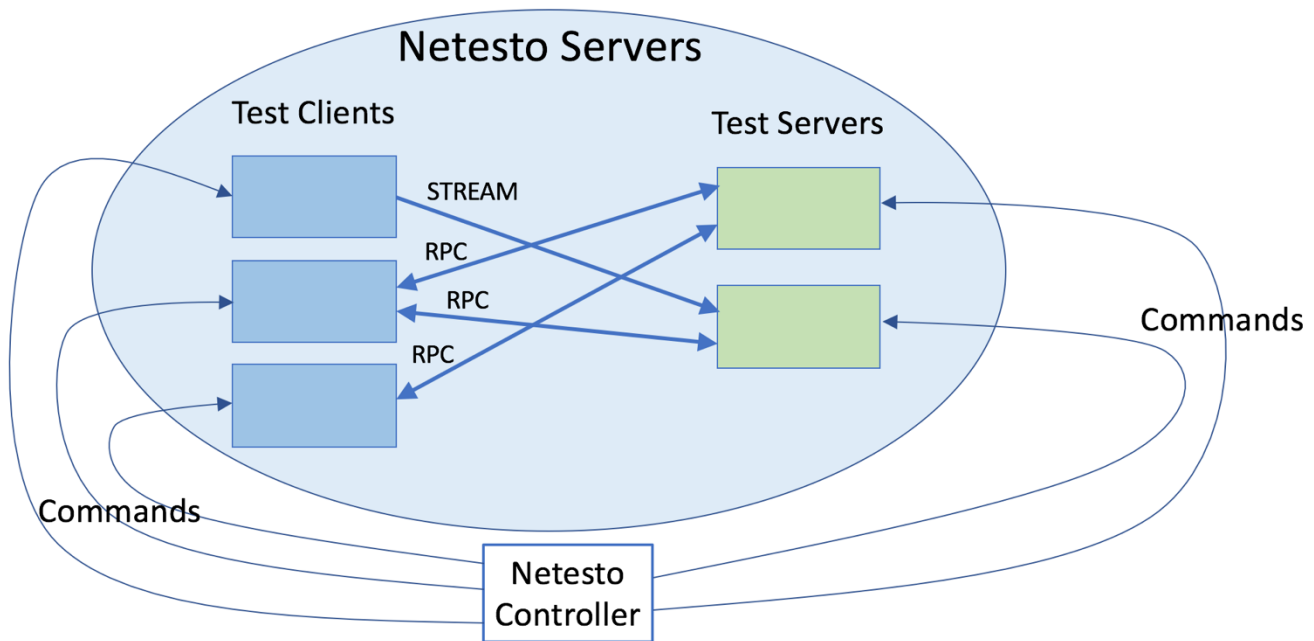 Netesto Servers
Test Clients
Test Servers
STREAM
RPC
RPC
RPC
Commands
Commands
Netesto
Controller